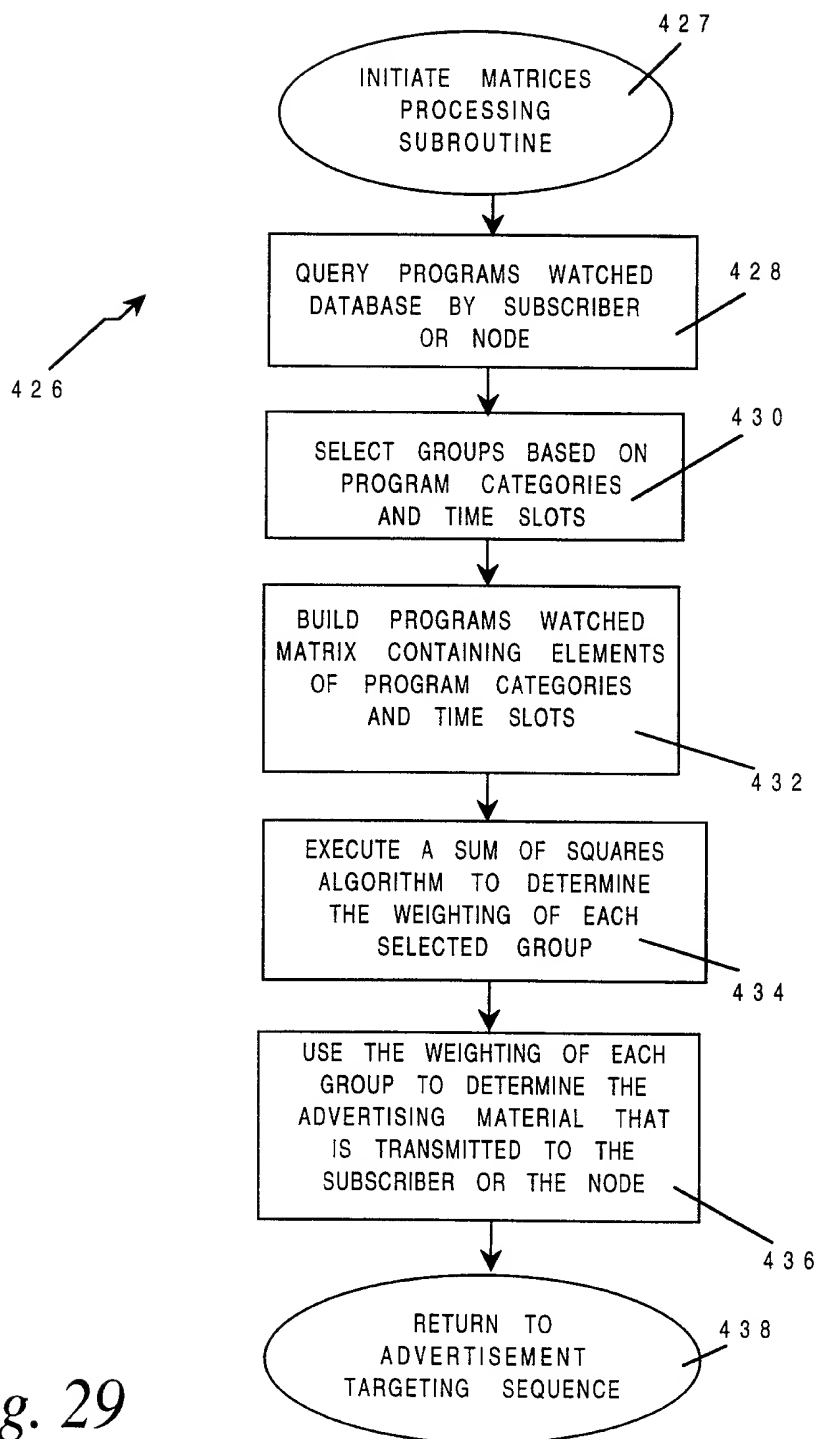 427
INITIATE MATRICES
PROCESSING
SUBROUTINE
428
QUERY PROGRAMS WATCHED
DATABASE BY SUBSCRIBER
OR NODE
426
430
SELECT GROUPS BASED ON
PROGRAM CATEGORIES
AND TIME SLOTS
BUILD PROGRAMS WATCHED
MATRIX CONTAINING ELEMENTS
OF PROGRAM CATEGORIES
AND TIME SLOTS
432
EXECUTE A SUM OF SQUARES
ALGORITHM TO DETERMINE
THE WEIGHTING OF EACH
SELECTED GROUP
434
USE THE WEIGHTING OF EACH
GROUP TO DETERMINE THE
ADVERTISING MATERIAL THAT
IS TRANSMITTED TO THE
SUBSCRIBER OR THE NODE
436
RETURN TO
ADVERTISEMENT
TARGETING SEQUENCE
438
g. 29